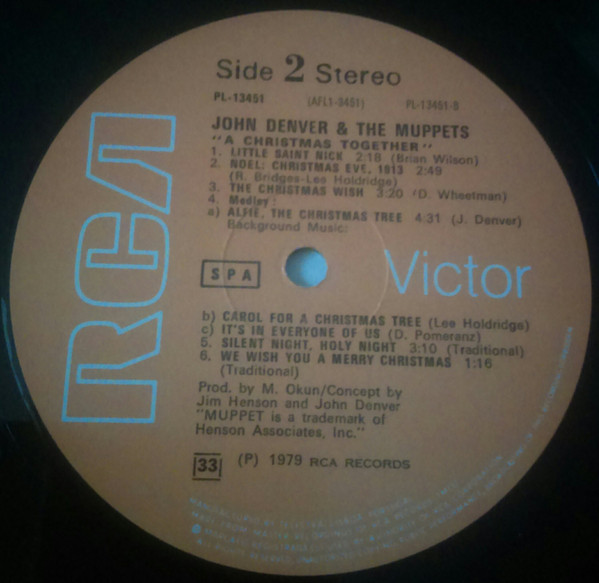 Side 2 Stereo
PL-13451 (AFL1-3451) PL-13451-B
JOHN DENVER & THE MUPPETS
"A CHRISTMAS TOGETHER"
1. LITTLE SAINT NICK 2:18 (Brian Wilson)
2. NOEL: CHRISTMAS EVE, 1913 2:49
(R. Bridges-Lee Holdridge)
3. THE CHRISTMAS WISH 3:20 (D. Wheetman)
4. Medley:
a) ALFIE, THE CHRISTMAS TREE 4:31 (J. Denver)
Background Music:
RCA
SPA
Victor
b) CAROL FOR A CHRISTMAS TREE (Lee Holdridge)
c) IT'S IN EVERYONE OF US (D. Pomeranz)
5. SILENT NIGHT, HOLY NIGHT 3:10 (Traditional)
6. WE WISH YOU A MERRY CHRISTMAS 1:16
(Traditional)
Prod. by M. Okun/Concept by
Jim Henson and John Denver
"MUPPET is a trademark of
Henson Associates, Inc."
33 (P) 1979 RCA RECORDS